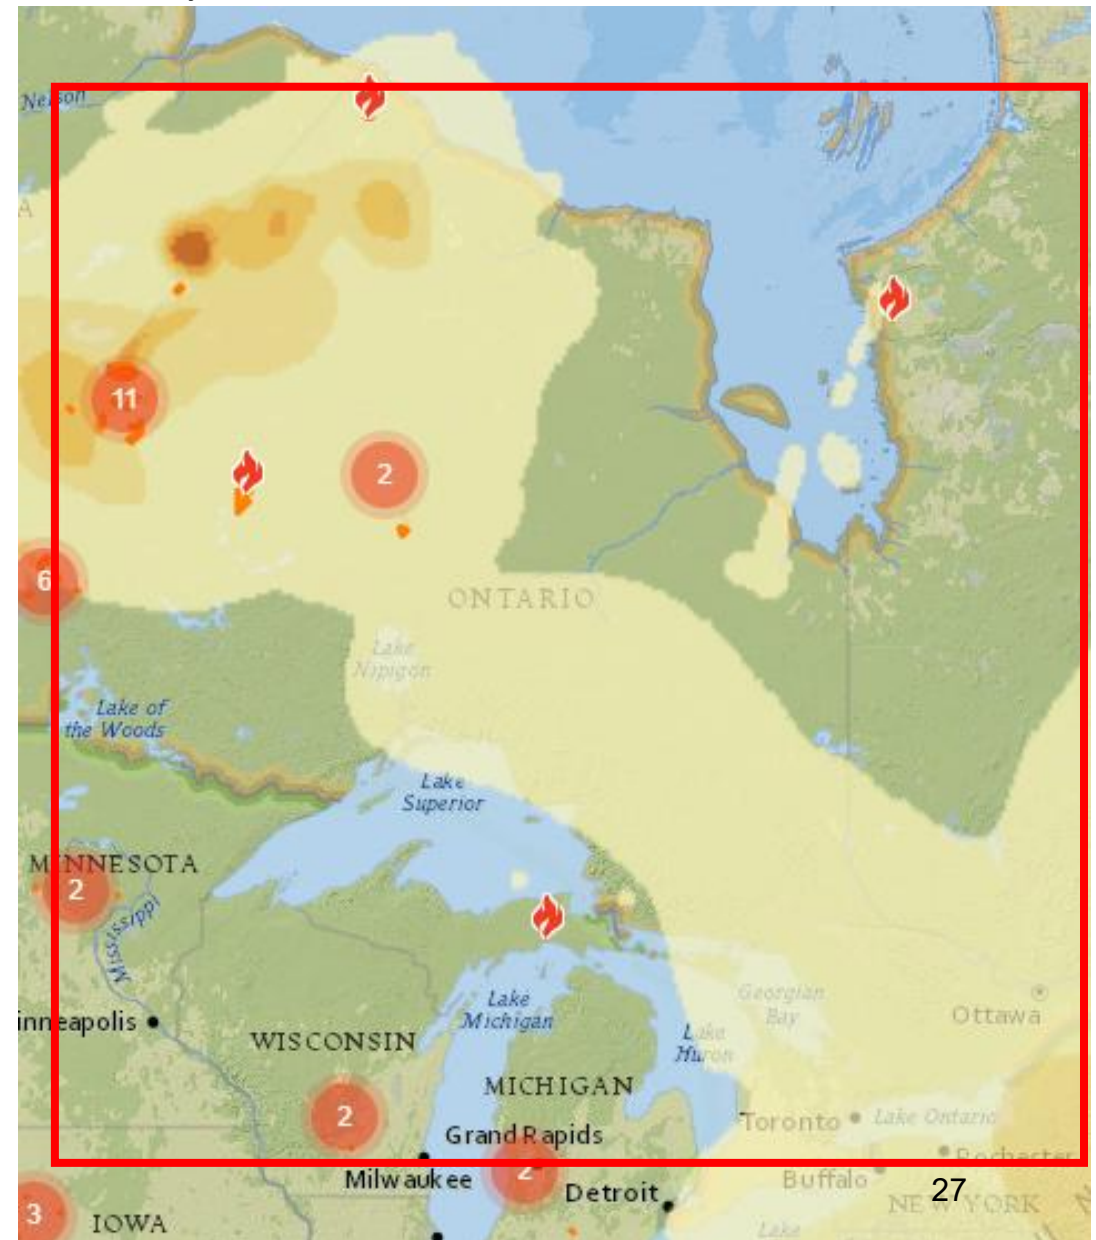 Nelson
A
11
2
6
ONTARIO
Lake
Nipigon
Lake of
the Woods
Lake
Superior
MINNESOTA
2
Mississippi
Georgian
Bay
Ottawa
inneapolis
Lake
Michigan
Lake
Huron
WISCONSIN
MICHIGAN
2
Toronto
Lake Ontario
Grand Rapids
Rochester
Milwaukee
2
Detroit
Buffalo
27
NEW YORK
3
IOWA
Lake